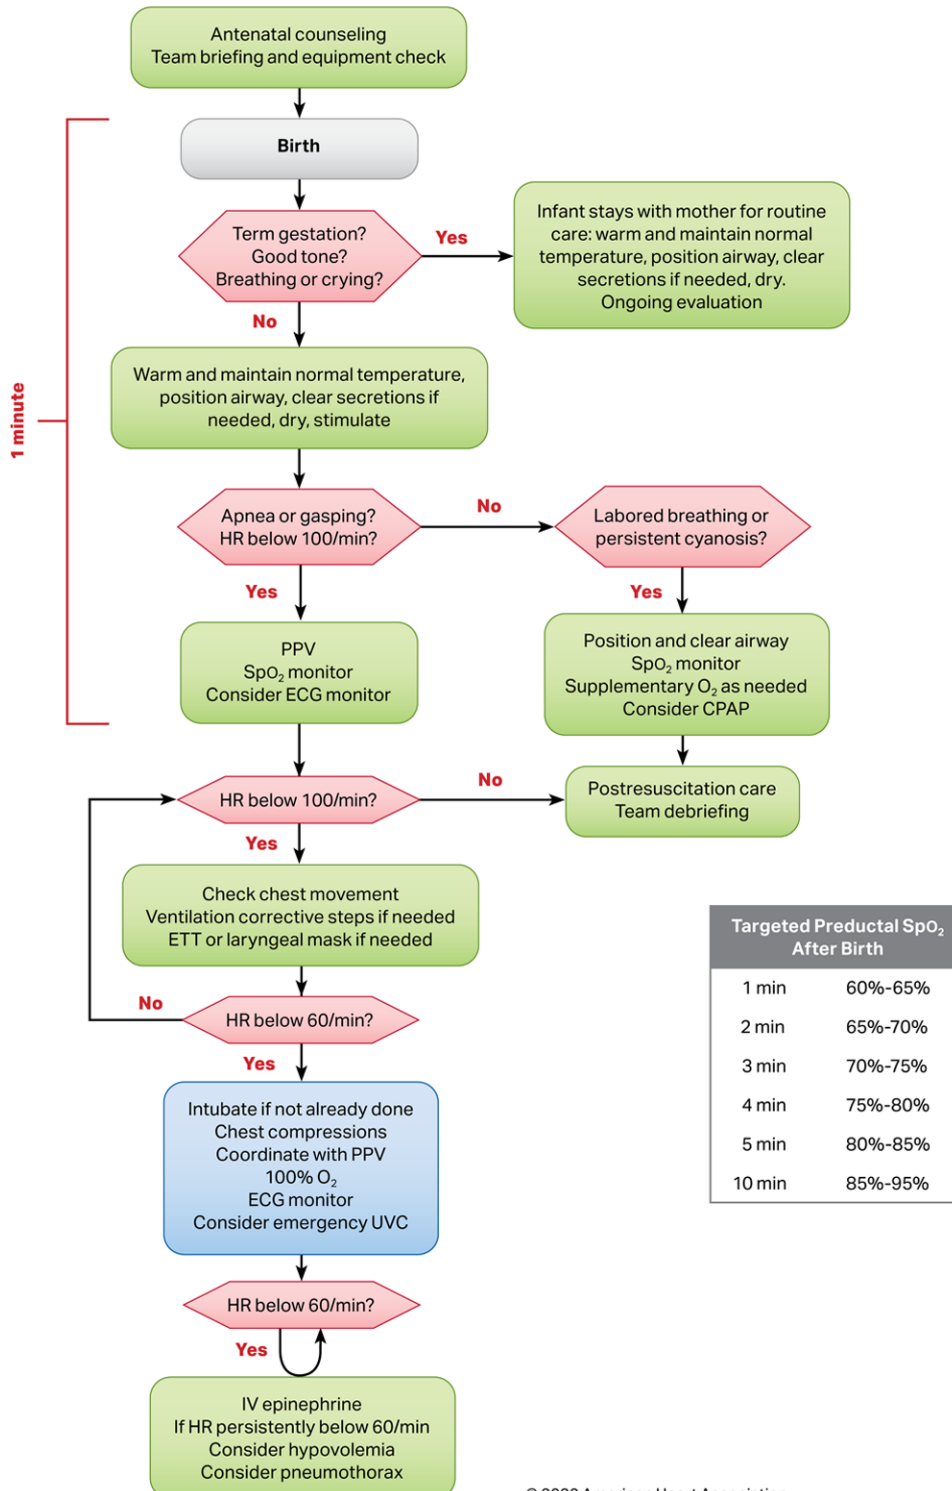 Antenatal counseling
Team briefing and equipment check
Birth
Term gestation?
Good tone?
Breathing or crying?
Yes
Infant stays with mother for routine
care: warm and maintain normal
temperature, position airway, clear
secretions if needed, dry.
Ongoing evaluation
No
Warm and maintain normal temperature,
position airway, clear secretions if
needed, dry, stimulate
1 minute
Apnea or gasping?
HR below 100/min?
No
Labored breathing or
persistent cyanosis?
Yes
Yes
PPV
SpO₂ monitor
Consider ECG monitor
Position and clear airway
SpO₂ monitor
Supplementary O₂ as needed
Consider CPAP
HR below 100/min?
No
Postresuscitation care
Team debriefing
Yes
Check chest movement
Ventilation corrective steps if needed
ETT or laryngeal mask if needed
No
HR below 60/min?
Yes
Intubate if not already done
Chest compressions
Coordinate with PPV
100% O₂
ECG monitor
Consider emergency UVC
HR below 60/min?
Yes
IV epinephrine
If HR persistently below 60/min
Consider hypovolemia
Consider pneumothorax
Targeted Preductal SpO₂
After Birth
1 min 60%-65%
2 min 65%-70%
3 min 70%-75%
4 min 75%-80%
5 min 80%-85%
10 min 85%-95%
American Heart Association